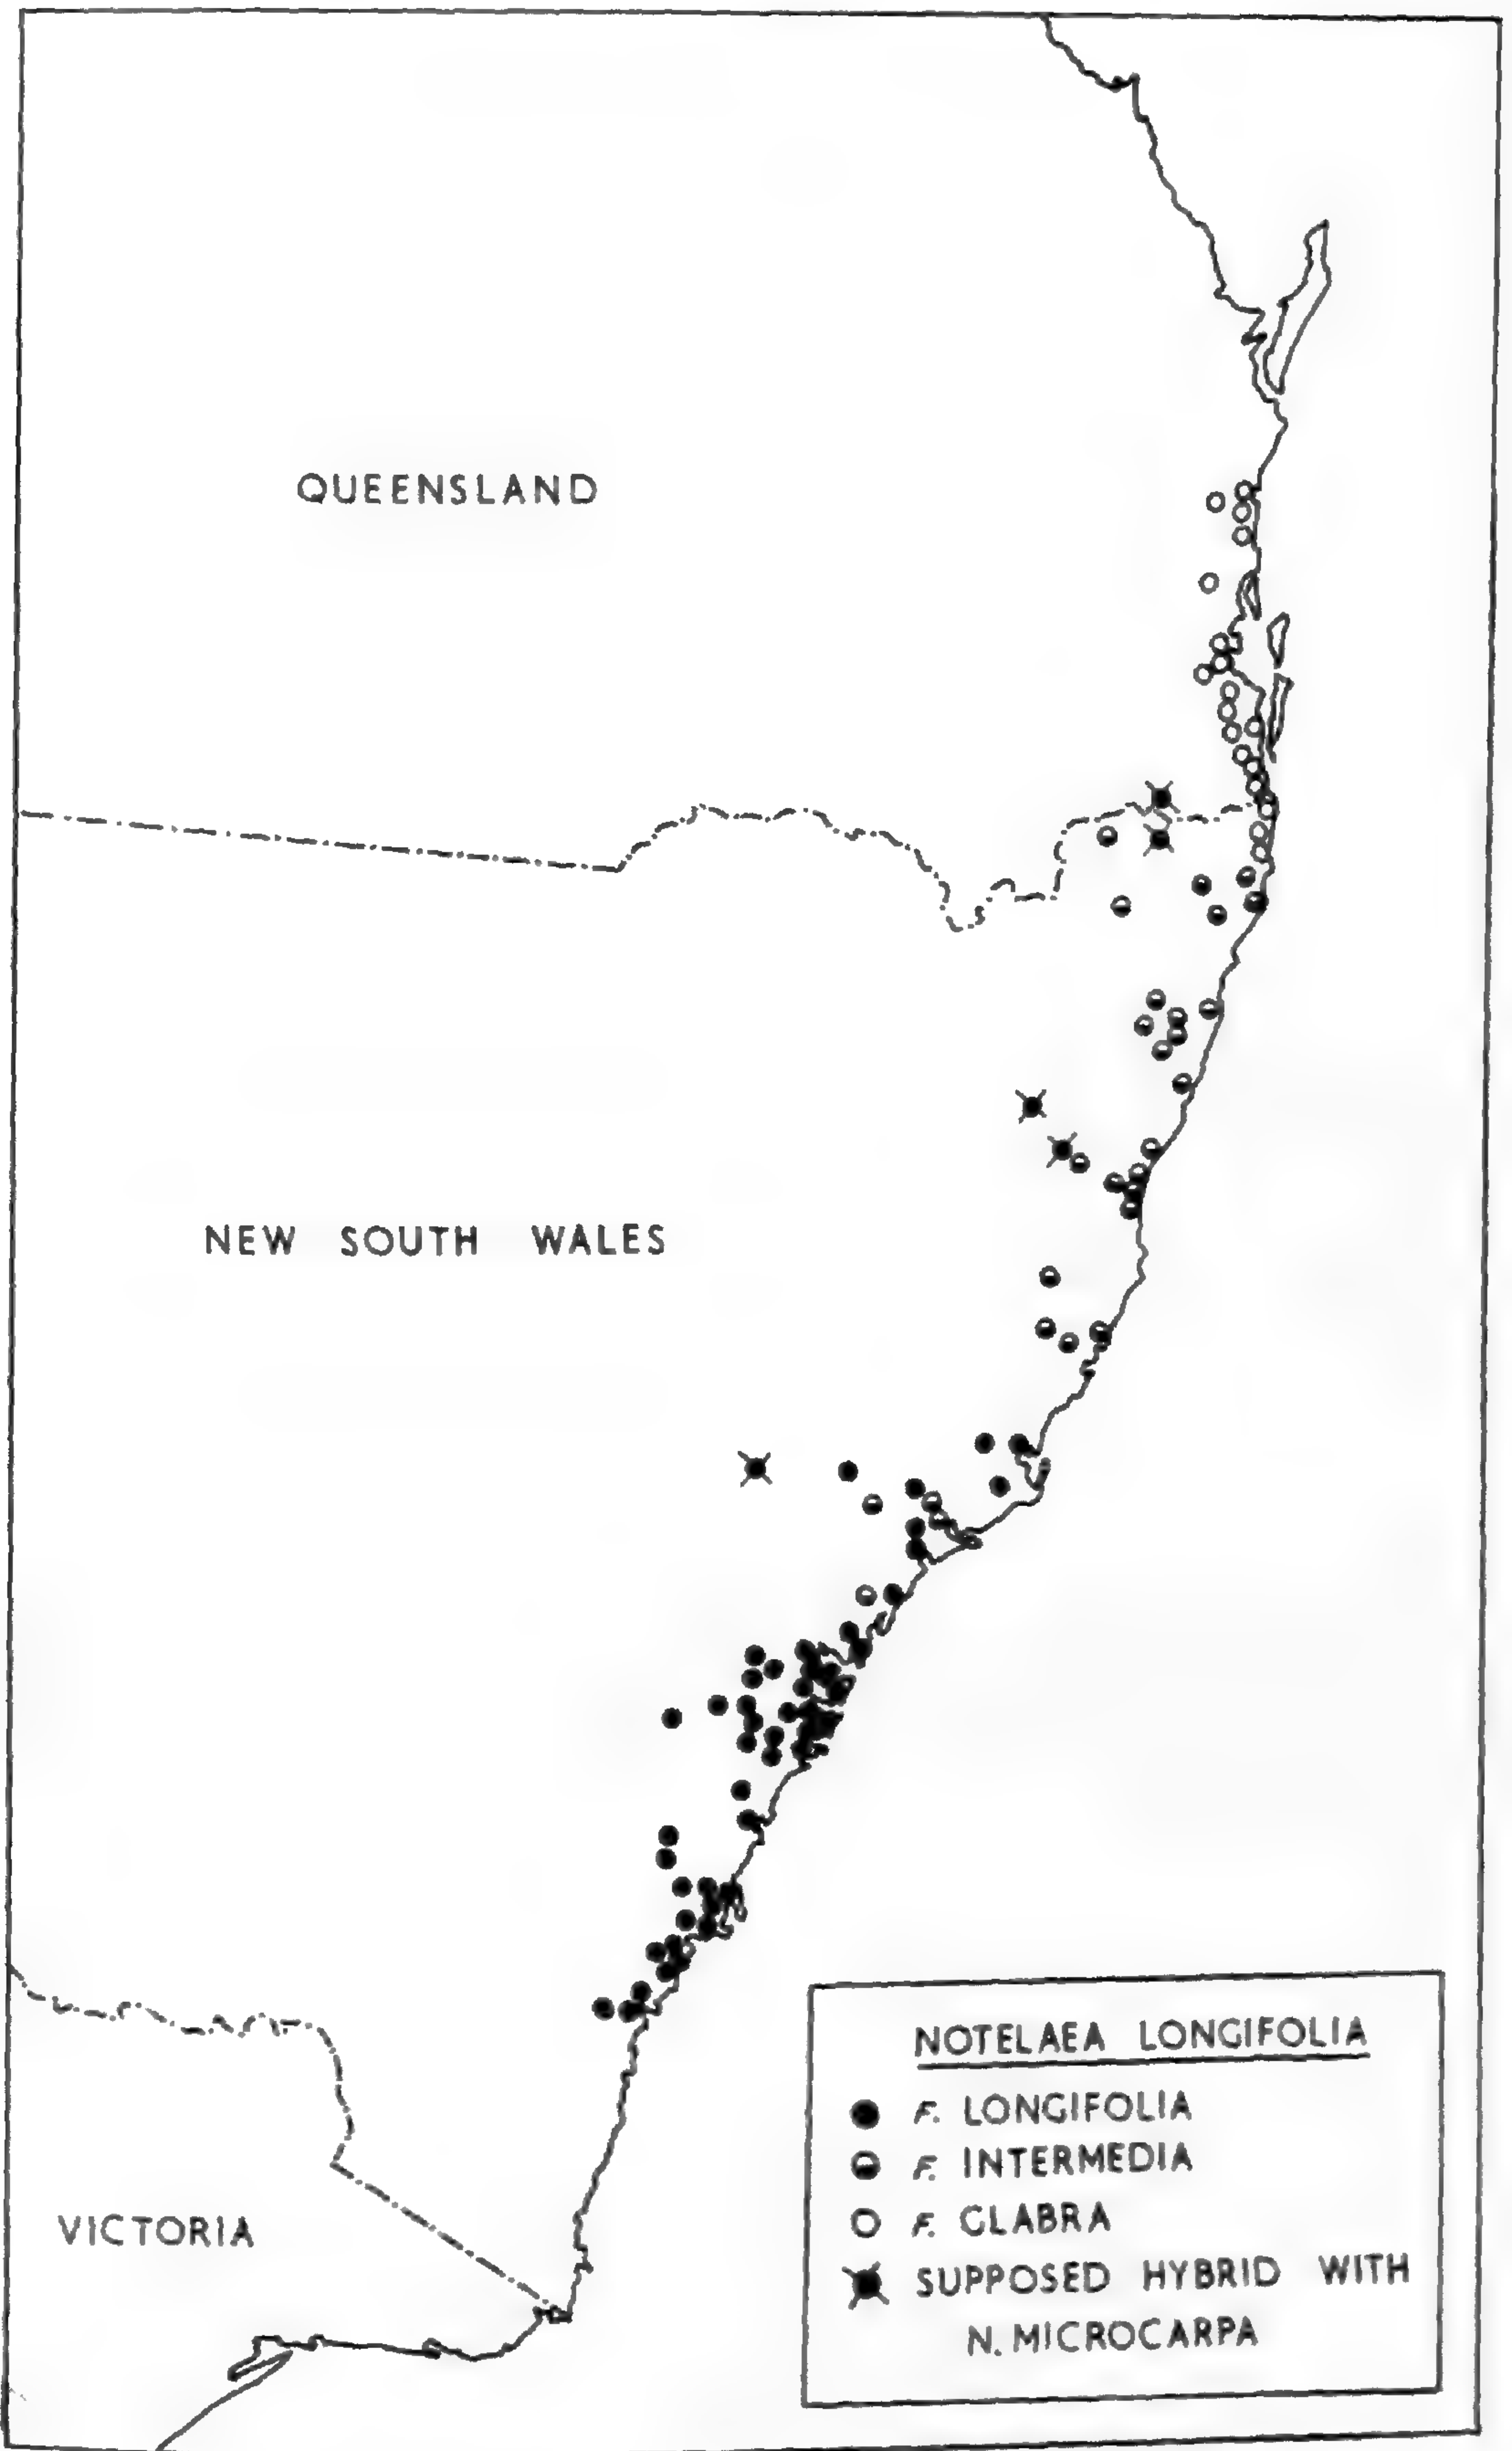 QUEENSLAND
NEW SOUTH WALES
VICTORIA
NOTELAEA LONGIFOLIA
F. LONGIFOLIA
F. INTERMEDIA
F. GLABRA
SUPPOSED HYBRID WITH
N. MICROCARPA